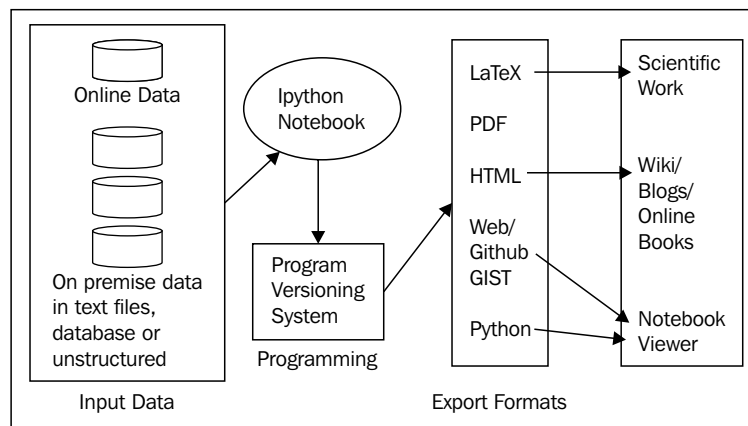 Online Data
On premise data
in text files,
database or
unstructured
Input Data
Ipython
Notebook
Program
Versioning
System
Programming
LaTeX
PDF
HTML
Web/
Github
GIST
Python
Export Formats
Scientific
Work
Wiki/
Blogs/
Online
Books
Notebook
Viewer